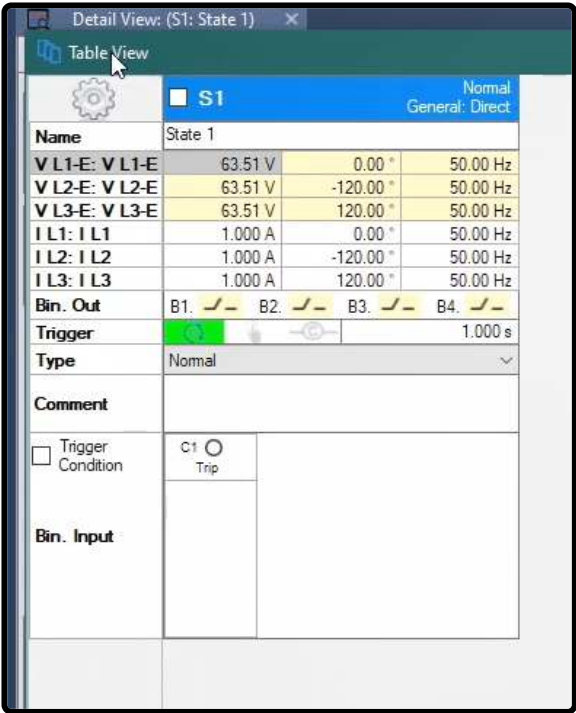 Detail View: (S1: State 1) ×
Table View
S1 Normal
General: Direct
Name State 1
V L1-E: V L1-E 63.51 V 0.00 ° 50.00 Hz
V L2-E: V L2-E 63.51 V -120.00 ° 50.00 Hz
V L3-E: V L3-E 63.51 V 120.00 ° 50.00 Hz
I L1: I L1 1.000 A 0.00 ° 50.00 Hz
I L2: I L2 1.000 A -120.00 ° 50.00 Hz
I L3: I L3 1.000 A 120.00 ° 50.00 Hz
Bin. Out B1. B2. B3. B4.
Trigger C 1.000 s
Type Normal
Comment
Trigger
Condition
C1
Trip
Bin. Input